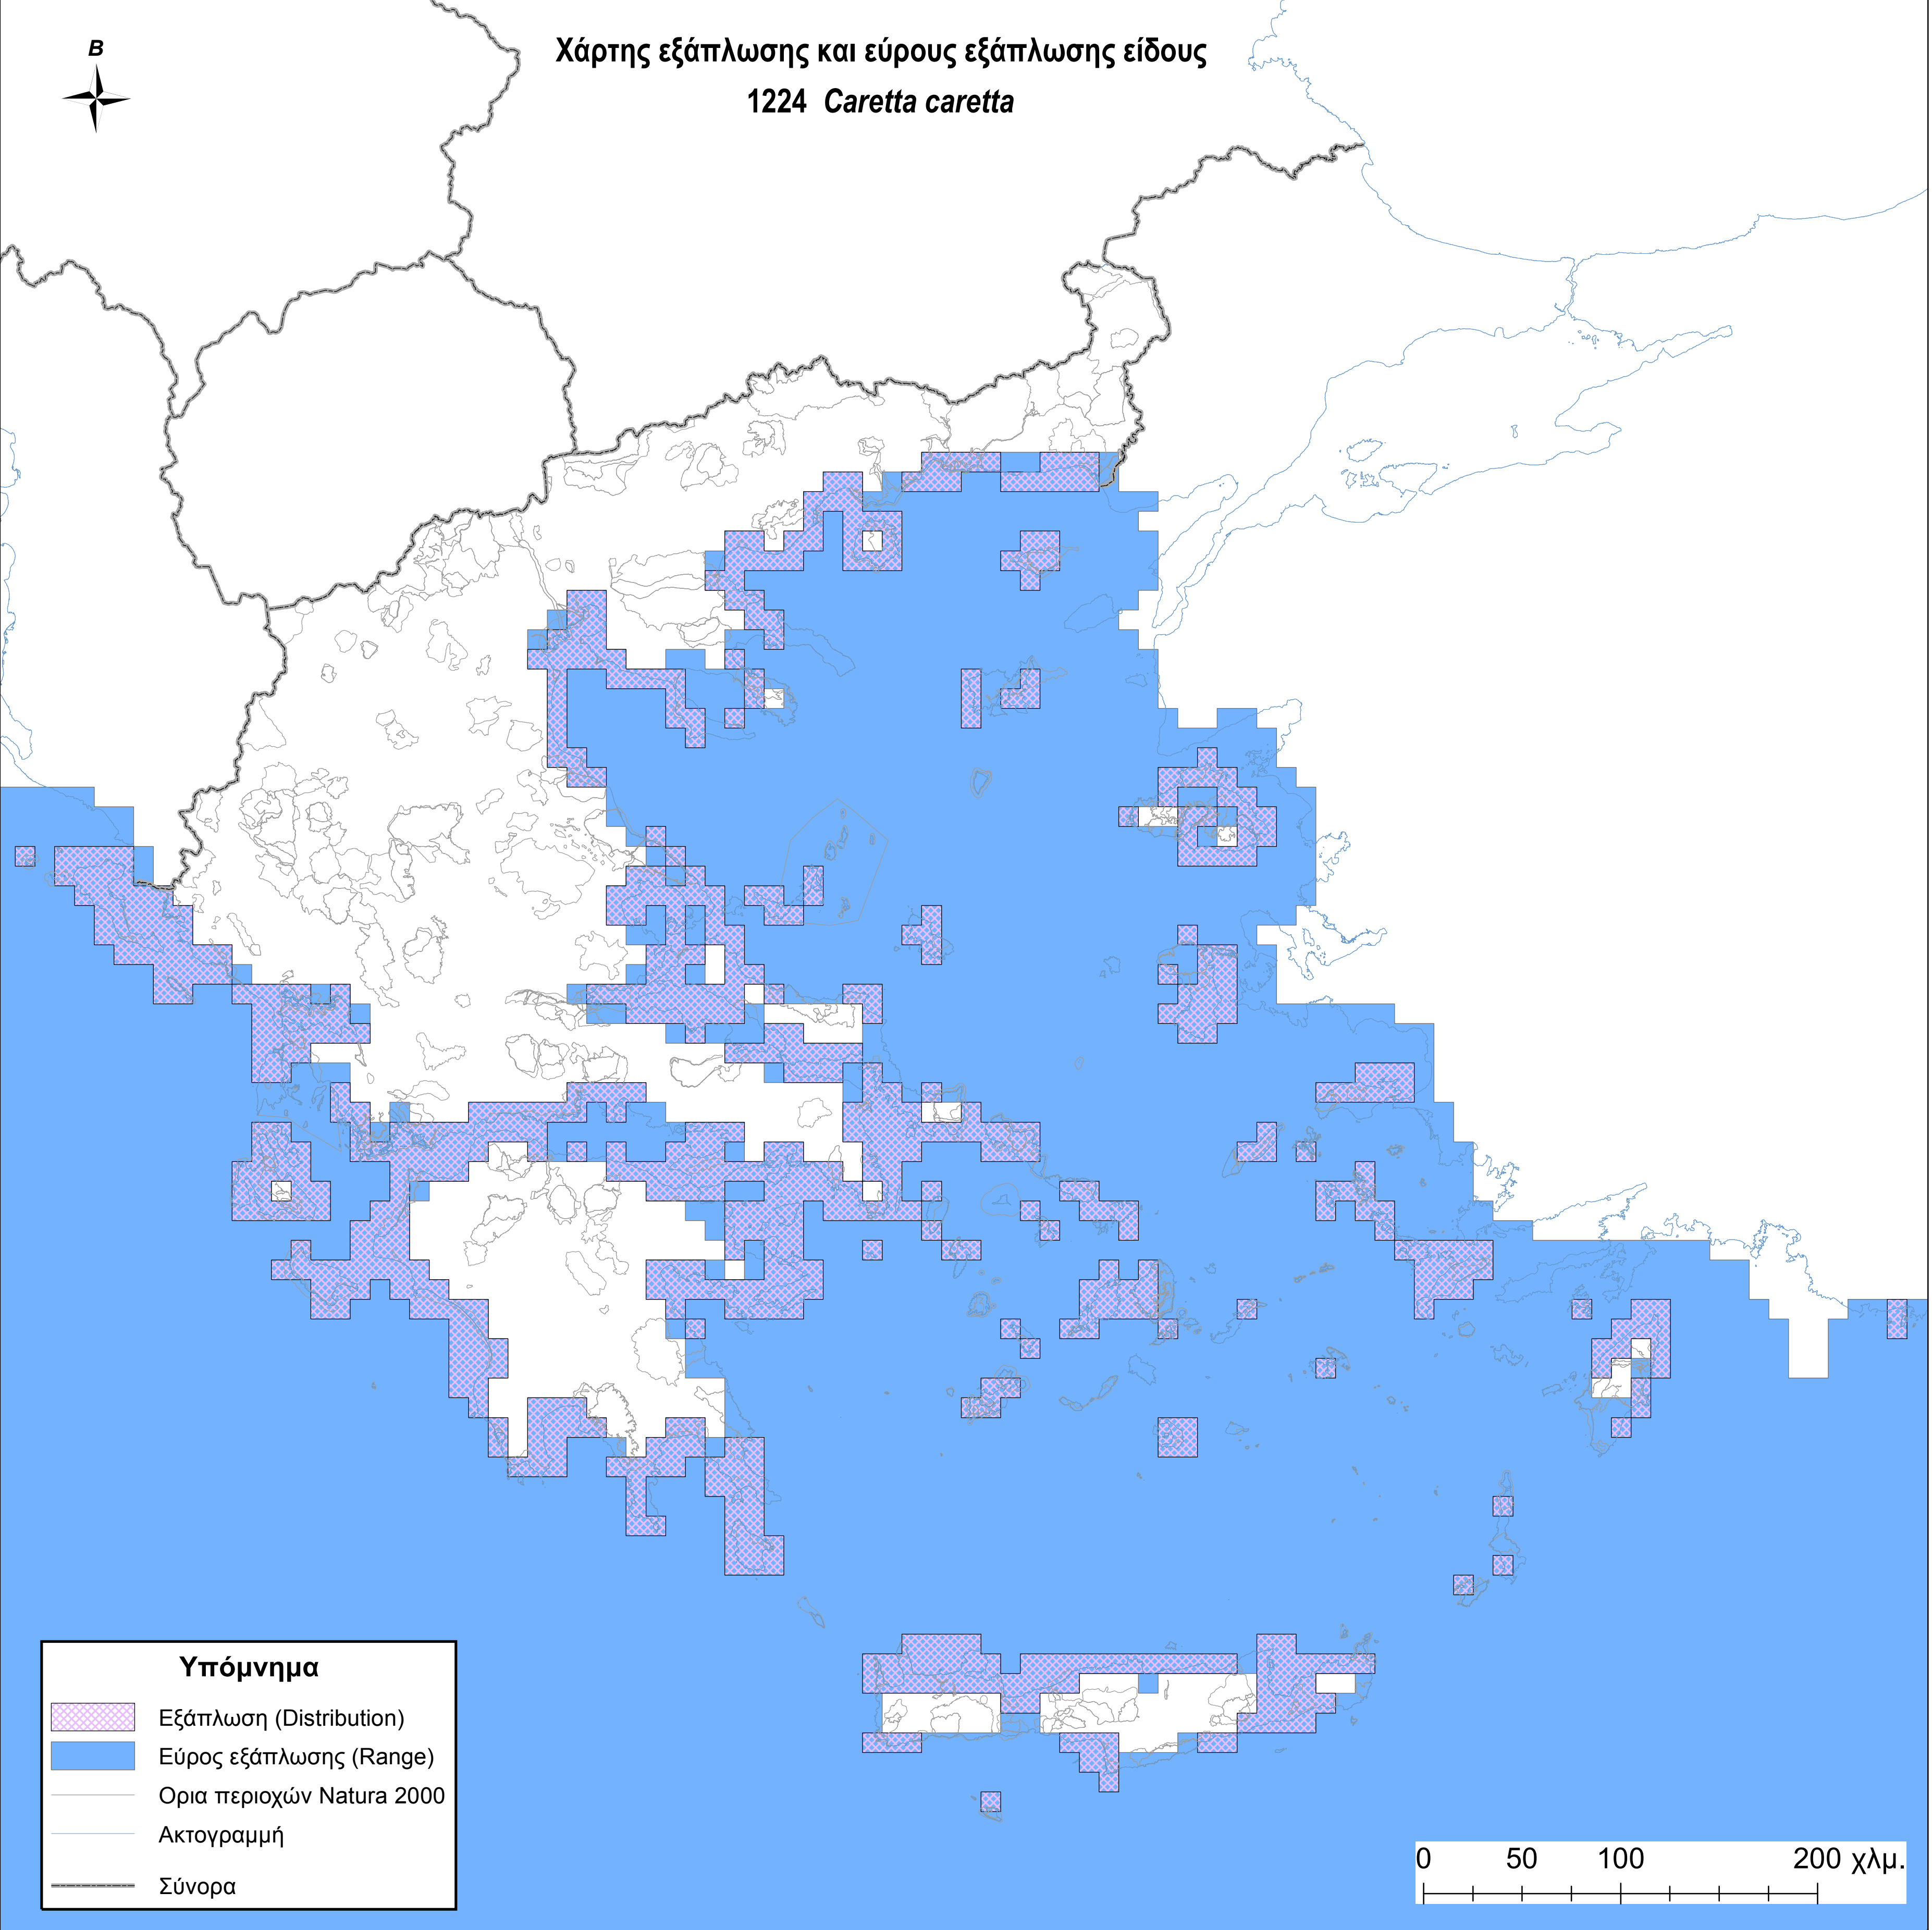 Χάρτης εξάπλωσης και εύρους εξάπλωσης είδους
1224 Caretta caretta
Β
Υπόμνημα
Εξάπλωση (Distribution)
Εύρος εξάπλωσης (Range)
Ορια περιοχών Natura 2000
Ακτογραμμή
Σύνορα
0 50 100 200 χλμ.